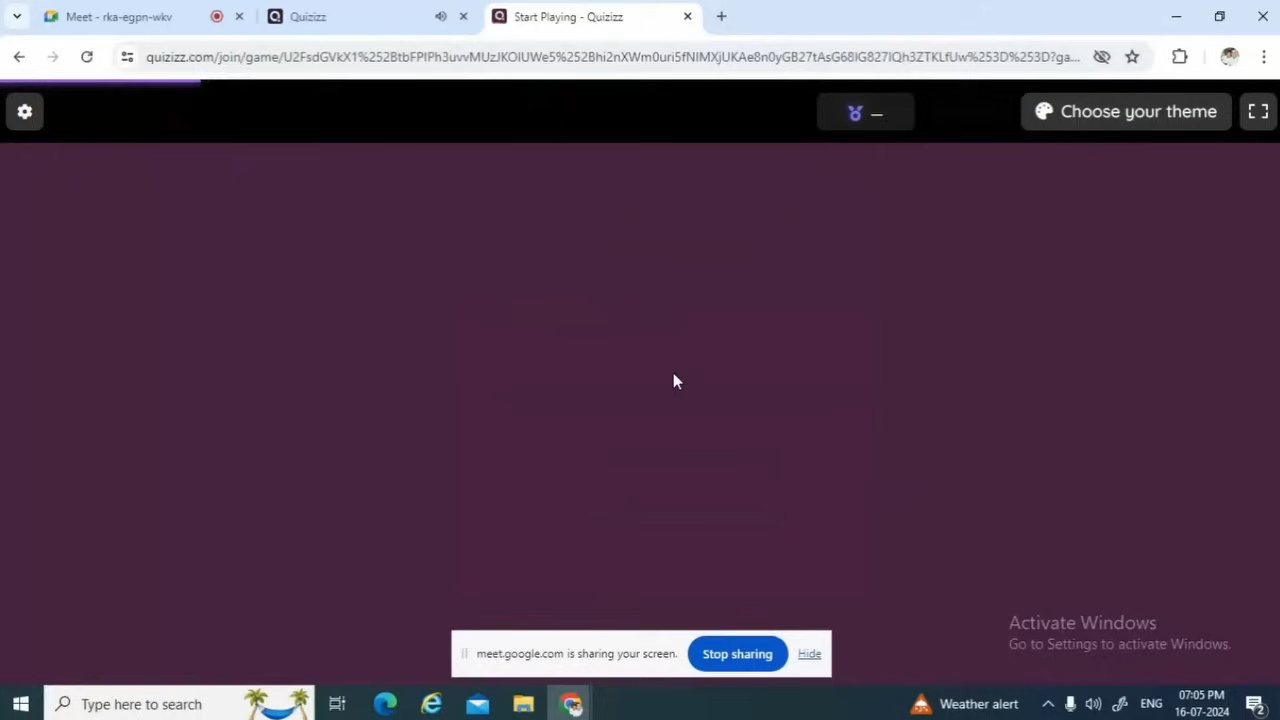 Meet - rka-egpn-wkv
Quizizz
Start Playing - Quizizz
quizizz.com/join/game/U2FsdGVkX1%252BtbFPIPh3uvvMUzJKOlUWe5%252Bhi2nXWm0uri5fNIMXjUKAe8n0yGB27tAsG68IG827lQh3ZTKLfUw%253D%253D?ga...
—
Choose your theme
meet.google.com is sharing your screen.
Stop sharing
Hide
Activate Windows
Go to Settings to activate Windows.
Type here to search
Weather alert
ENG
07:05 PM
16-07-2024
2